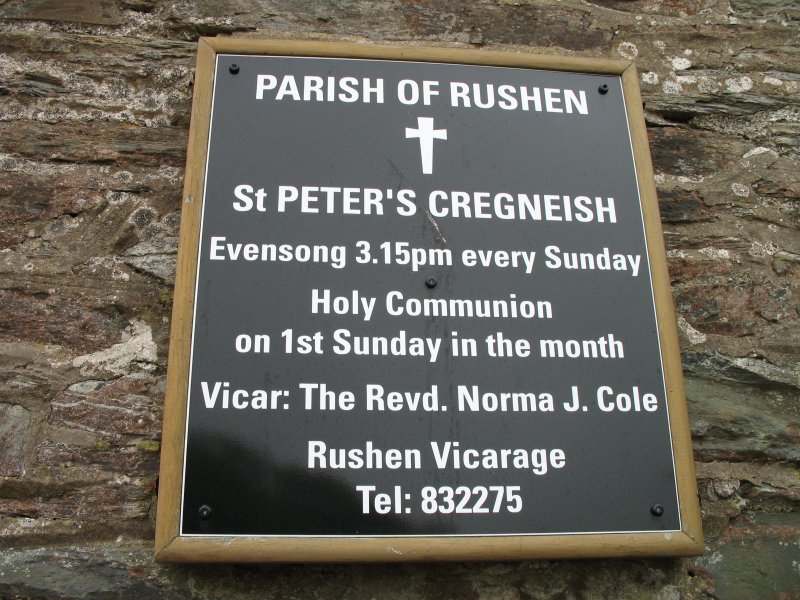 PARISH OF RUSHEN
St PETER'S CREGNEISH
Evensong 3.15pm every Sunday
Holy Communion
on 1st Sunday in the month
Vicar: The Revd. Norma J. Cole
Rushen Vicarage
Tel: 832275